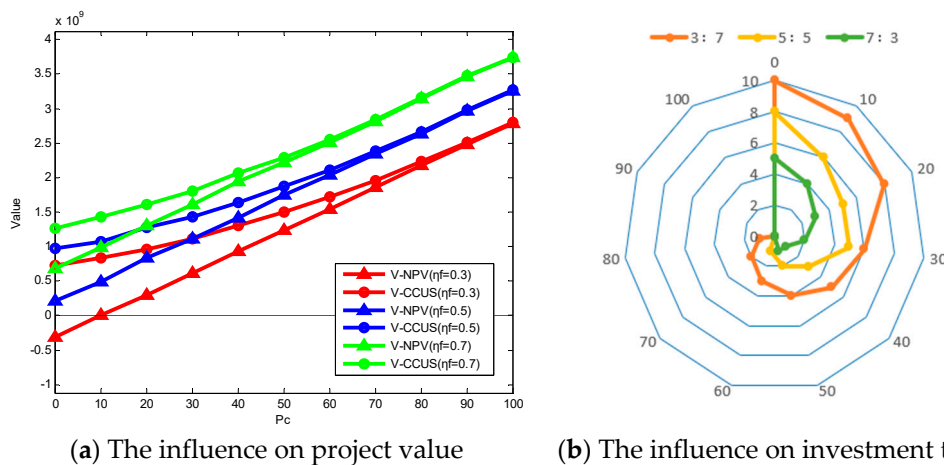 x 10⁹
4
3.5
3
2.5
2
1.5
1
0.5
0
-0.5
-1
Value
0 10 20 30 40 50 60 70 80 90 100
Pc
V-NPV(ηf=0.3)
V-CCUS(ηf=0.3)
V-NPV(ηf=0.5)
V-CCUS(ηf=0.5)
V-NPV(ηf=0.7)
V-CCUS(ηf=0.7)
(a) The influence on project value
3: 7 5: 5 7: 3
0
10
20
30
40
50
60
70
80
90
100
10
8
6
4
2
0
(b) The influence on investment t